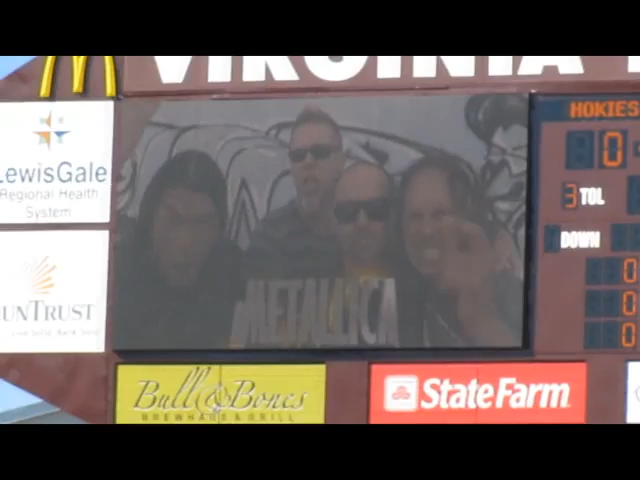 VIRGINIA
LewisGale
Regional Health
System
SUNTRUST
METALLICA
HOKIES
0
3 TOL
DOWN
0
0
0
Bull & Bones
BREWHAUS & GRILL
State Farm